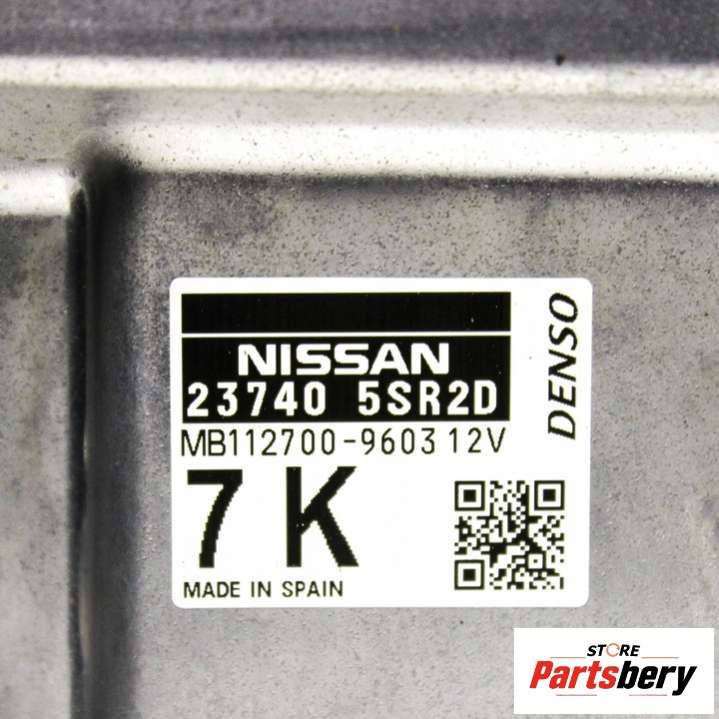 NISSAN
23740 5SR2D
MB112700-9603 12V
7 K
MADE IN SPAIN
DENSO
STORE
Partsbery